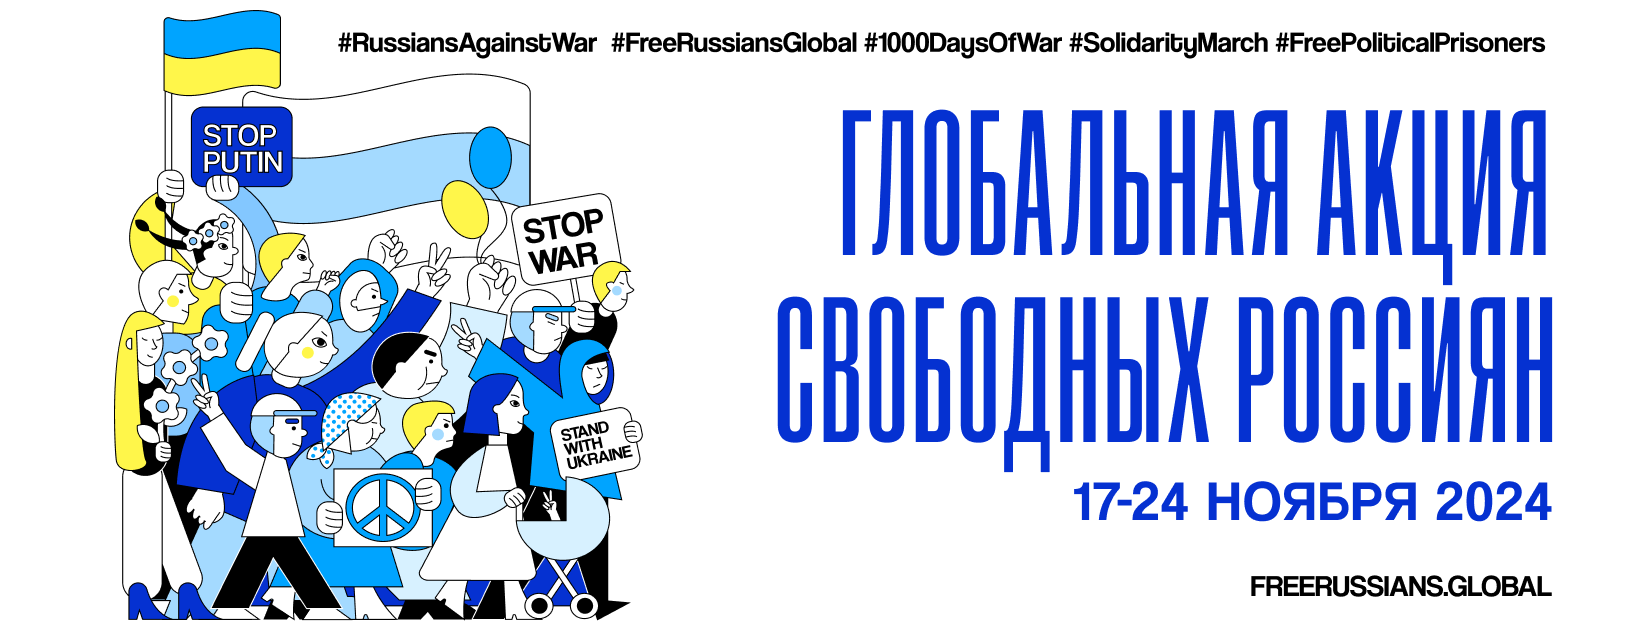 #RussiansAgainstWar #FreeRussiansGlobal #1000DaysOfWar #SolidarityMarch #FreePoliticalPrisoners
STOP
PUTIN
STOP
WAR
STAND
WITH
UKRAINE
ГЛОБАЛЬНАЯ АКЦИЯ
СВОБОДНЫХ РОССИЯН
17-24 НОЯБРЯ 2024
FREERUSSIANS.GLOBAL